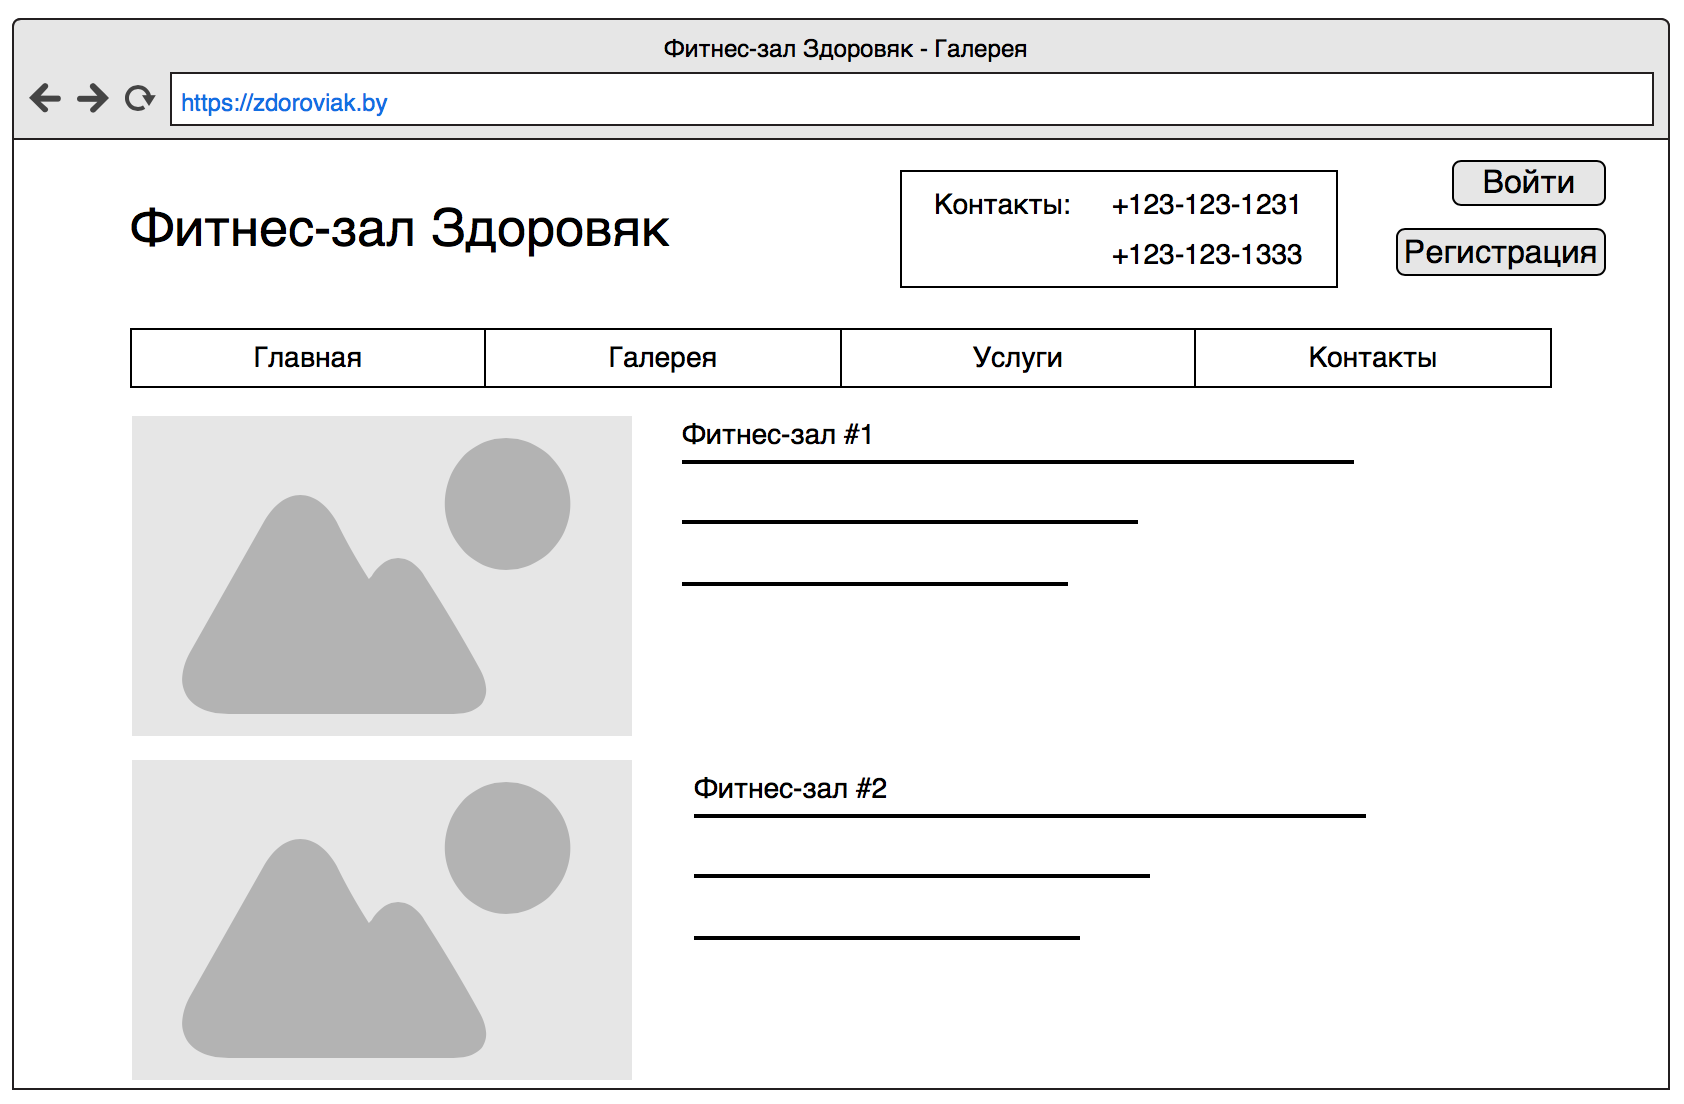 Фитнес-зал Здоровяк - Галерея
https://zdoroviak.by
Фитнес-зал Здоровяк
Контакты: +123-123-1231
+123-123-1333
Войти
Регистрация
Главная Галерея Услуги Контакты
Фитнес-зал #1
Фитнес-зал #2